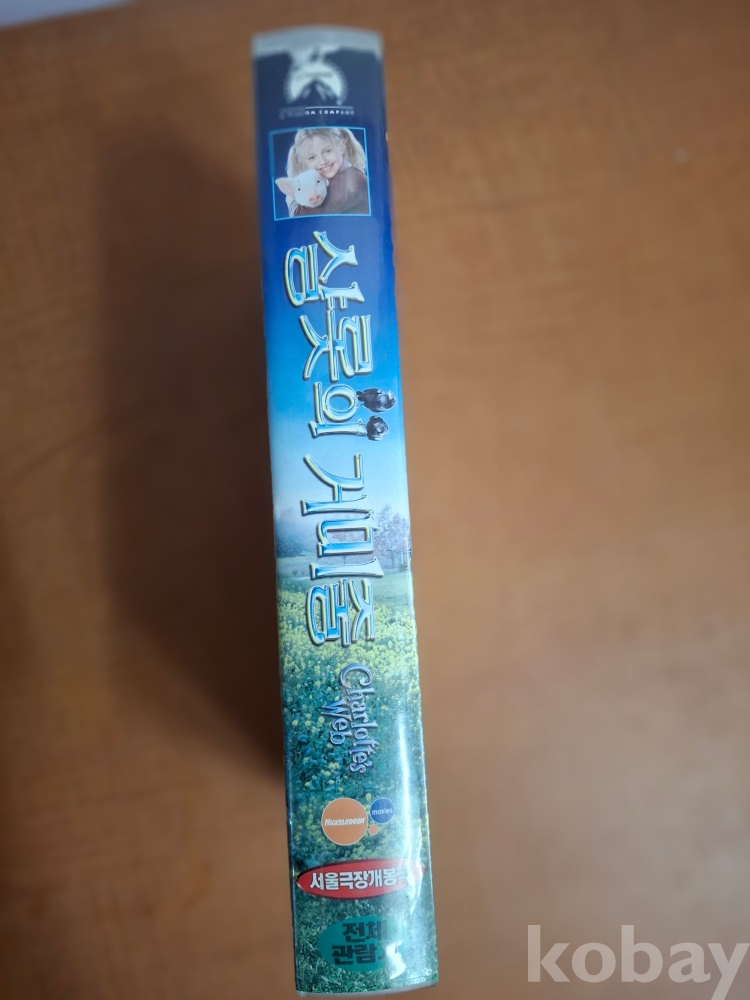 샬롯의 거미줄
Charlotte's
Web
NICKELODEON
movies
서울극장개봉
전체
관람
kobay